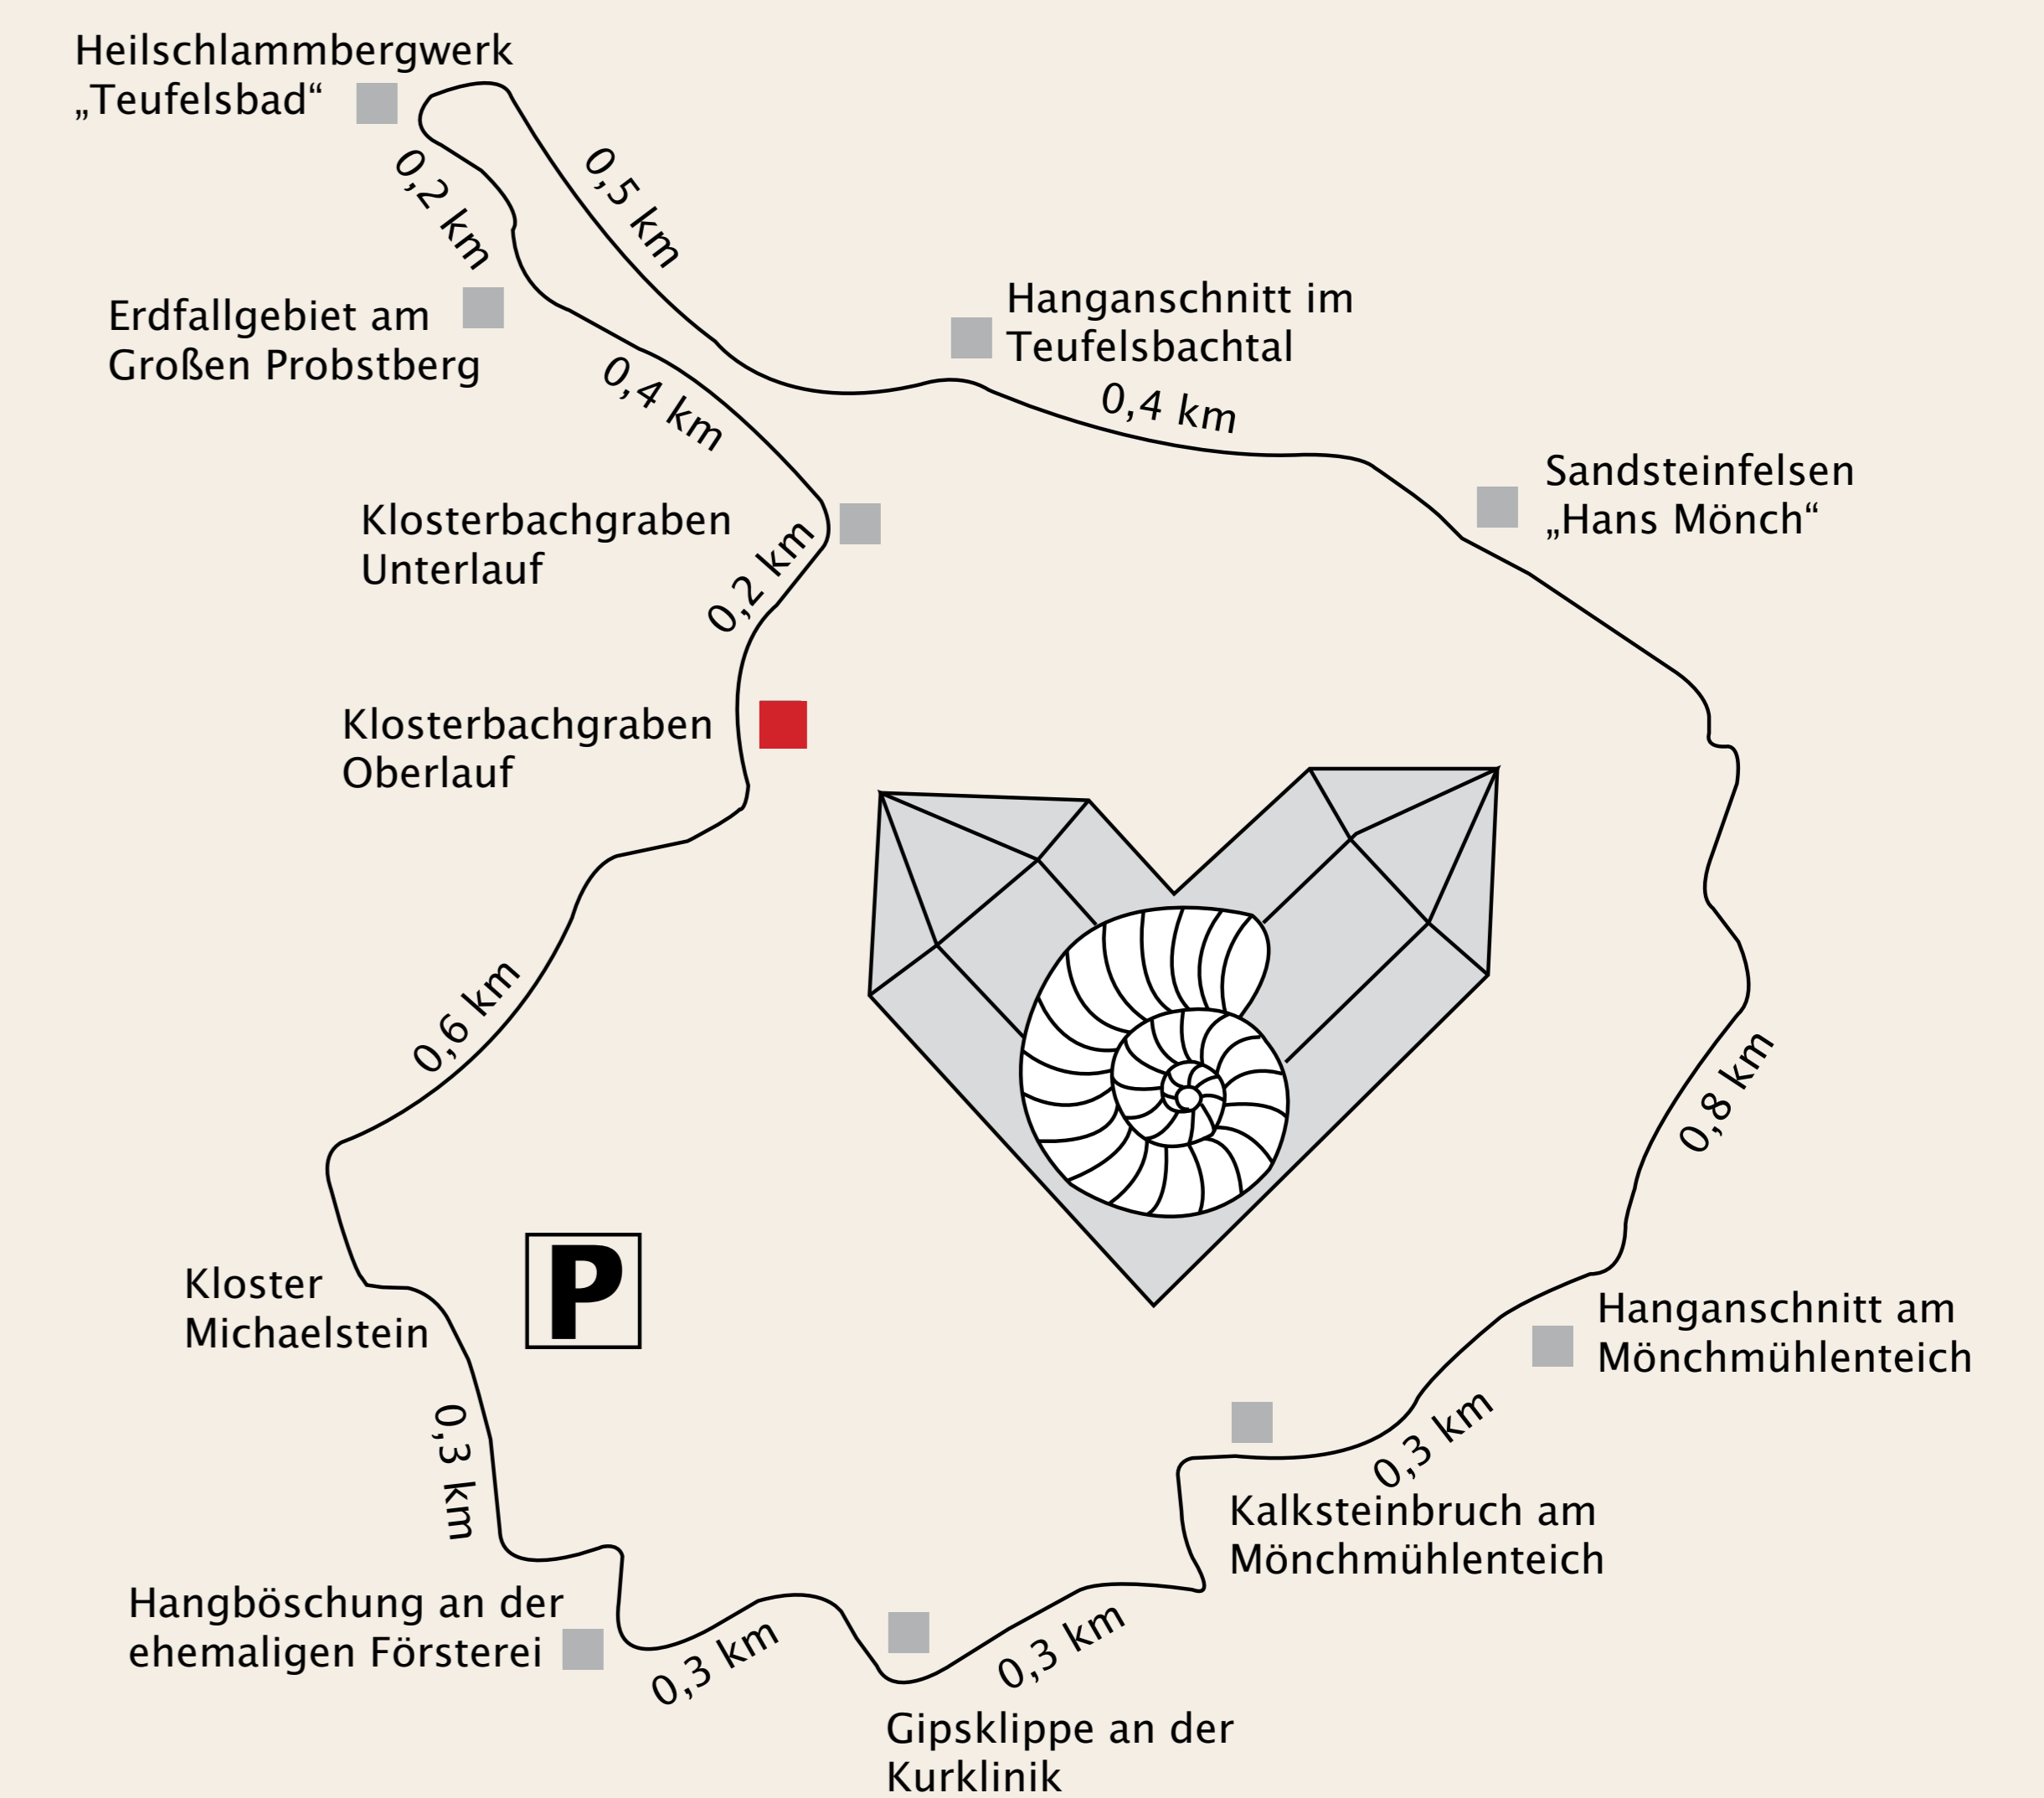 Heilschlammbergwerk
„Teufelsbad“
0,5 km
0,2 km
Erdfallgebiet am
Großen Probstberg
Hanganschnitt im
Teufelsbachtal
0,4 km
0,4 km
Sandsteinfelsen
„Hans Mönch“
Klosterbachgraben
Unterlauf
0,2 km
Klosterbachgraben
Oberlauf
0,6 km
0,8 km
Kloster
Michaelstein
P
Hanganschnitt am
Mönchmühlenteich
0,3 km
0,3 km
Kalksteinbruch am
Mönchmühlenteich
Hangböschung an der
ehemaligen Försterei
0,3 km
0,3 km
Gipsklippe an der
Kurklinik